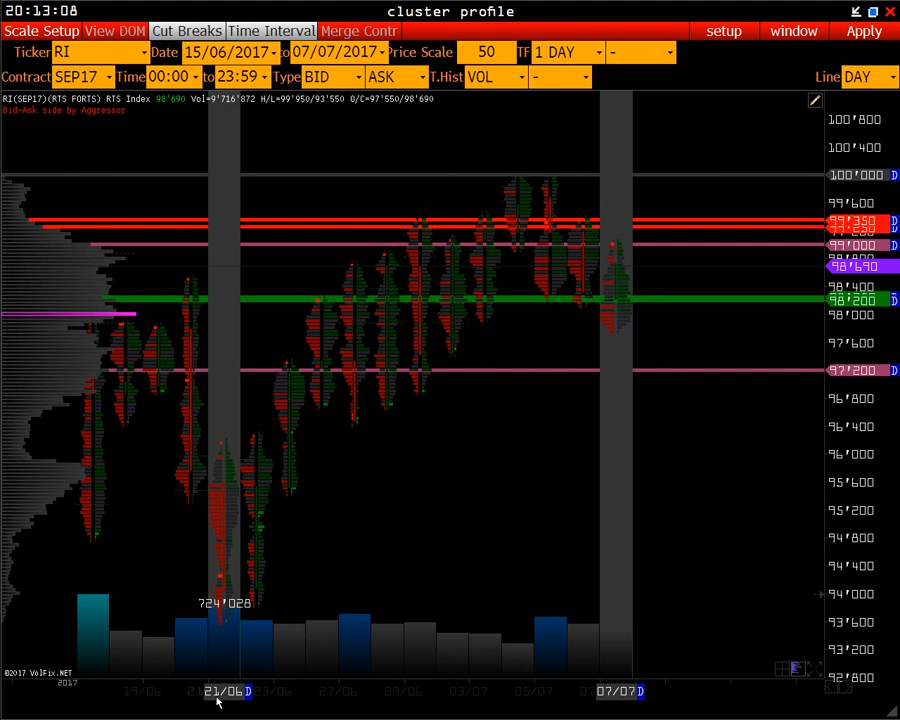 20:13:08 cluster profile
Scale Setup View DOM Cut Breaks Time Interval Merge Contr setup window Apply
Ticker RI Date 15/06/2017 to 07/07/2017 Price Scale 50 TF 1 DAY -
Contract SEP17 Time 00:00 to 23:59 Type BID ASK T.Hist VOL - Line DAY
RI(SEP17)(RTS FORTS) RTS Index 98'690 Vol=9'716'872 H/L=99'950/93'550 O/C=97'550/98'690
Bid-Ask side by Aggressor
100'800
100'400
100'000 D
99'600
99'350 D
99'000 D
98'690
98'400
98'200 D
98'000
97'600
97'200 D
96'800
96'400
96'000
95'600
95'200
94'800
94'400
94'000
724'028
93'600
93'200
©2017 VolFix.NET
92'800
2017
19/06 21/06 D 23/06 27/06 29/06 03/07 05/07 07/07 D